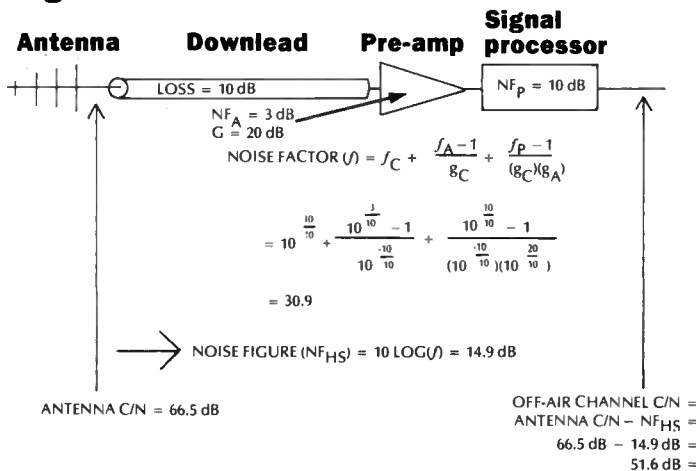 Signal
Antenna Downlead Pre-amp processor
LOSS = 10 dB
NF_P = 10 dB
NF_A = 3 dB
G = 20 dB
NOISE FACTOR (f) = f_C + (f_A – 1)/g_C + (f_P – 1)/((g_C)(g_A))
= 10^(10/10) + (10^(3/10) – 1)/(10^(-10/10)) + (10^(10/10) – 1)/((10^(-10/10))(10^(20/10)))
= 30.9
NOISE FIGURE (NF_HS) = 10 LOG(f) = 14.9 dB
ANTENNA C/N = 66.5 dB
OFF-AIR CHANNEL C/N =
ANTENNA C/N – NF_HS =
66.5 dB – 14.9 dB =
51.6 dB =